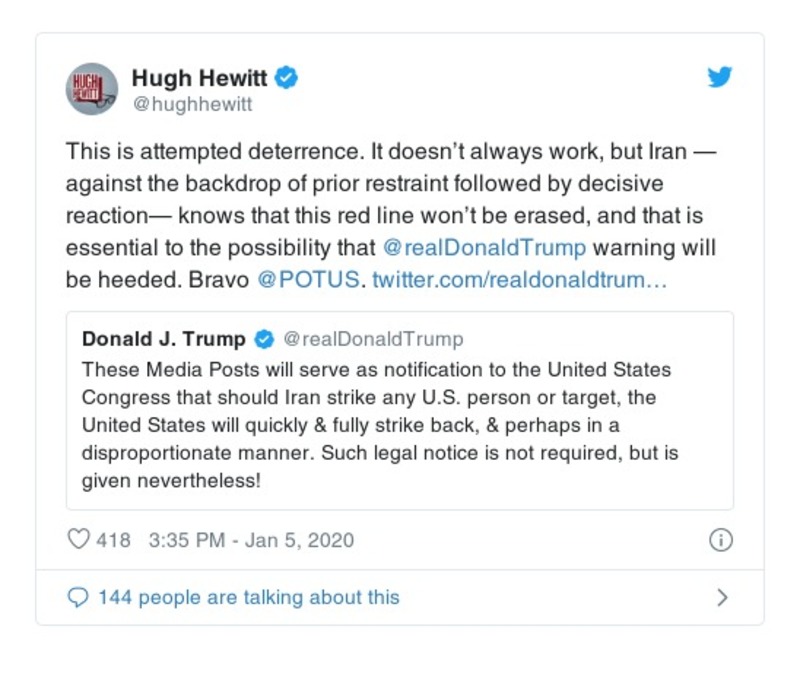 HUGH
HEWITT
Hugh Hewitt
@hughhewitt
This is attempted deterrence. It doesn’t always work, but Iran —
against the backdrop of prior restraint followed by decisive
reaction— knows that this red line won’t be erased, and that is
essential to the possibility that @realDonaldTrump warning will
be heeded. Bravo @POTUS. twitter.com/realdonaldtrum…
Donald J. Trump @realDonaldTrump
These Media Posts will serve as notification to the United States
Congress that should Iran strike any U.S. person or target, the
United States will quickly & fully strike back, & perhaps in a
disproportionate manner. Such legal notice is not required, but is
given nevertheless!
418 3:35 PM - Jan 5, 2020
144 people are talking about this